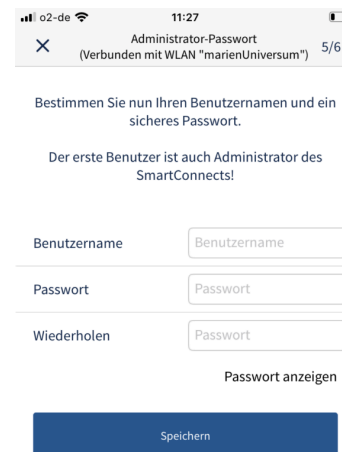 o2-de
11:27
Administrator-Passwort
(Verbunden mit WLAN "marienUniversum")
5/6
Bestimmen Sie nun Ihren Benutzernamen und ein
sicheres Passwort.
Der erste Benutzer ist auch Administrator des
SmartConnects!
Benutzername
Benutzername
Passwort
Passwort
Wiederholen
Passwort
Passwort anzeigen
Speichern